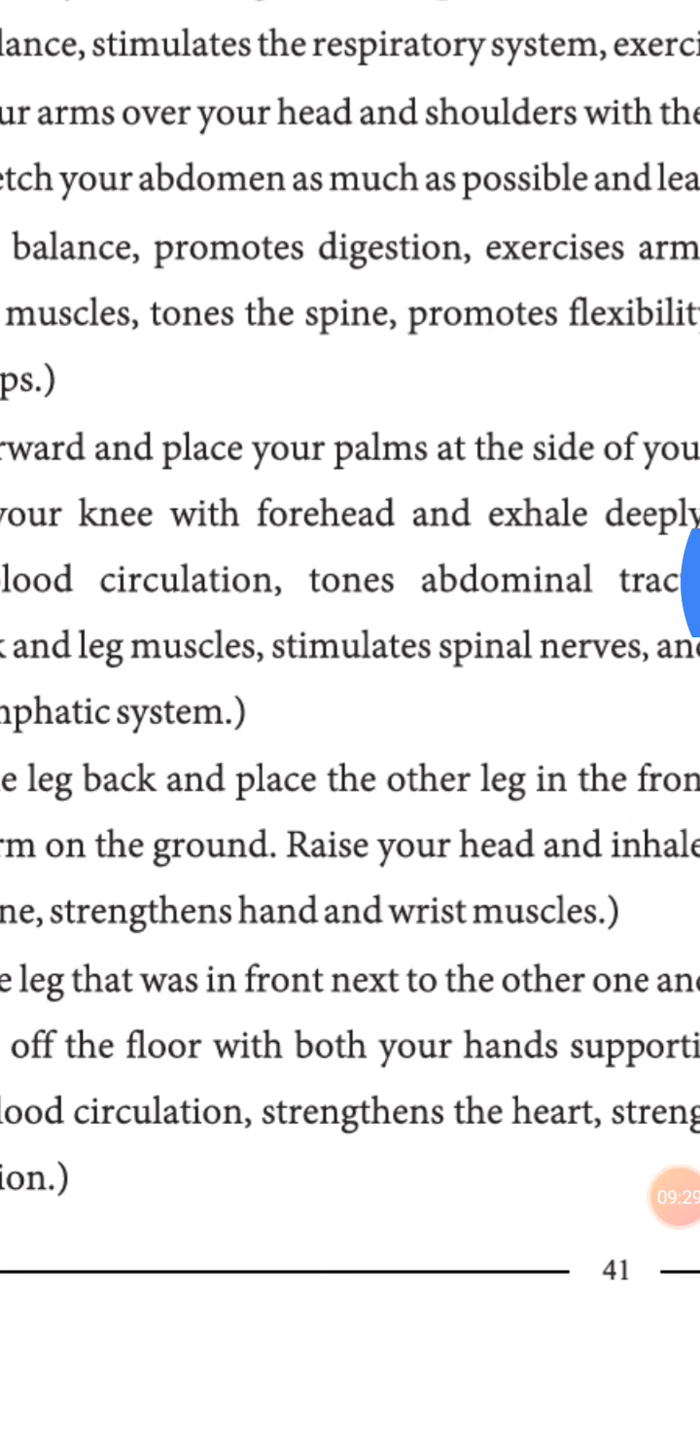 lance, stimulates the respiratory system, exerci
ur arms over your head and shoulders with the
etch your abdomen as much as possible and lea
balance, promotes digestion, exercises arm
muscles, tones the spine, promotes flexibility
ps.)
rward and place your palms at the side of you
your knee with forehead and exhale deeply
lood circulation, tones abdominal trac
k and leg muscles, stimulates spinal nerves, and
nphatic system.)
e leg back and place the other leg in the fron
rm on the ground. Raise your head and inhale
ne, strengthens hand and wrist muscles.)
e leg that was in front next to the other one and
off the floor with both your hands supporti
lood circulation, strengthens the heart, streng
ion.)
09:29
41